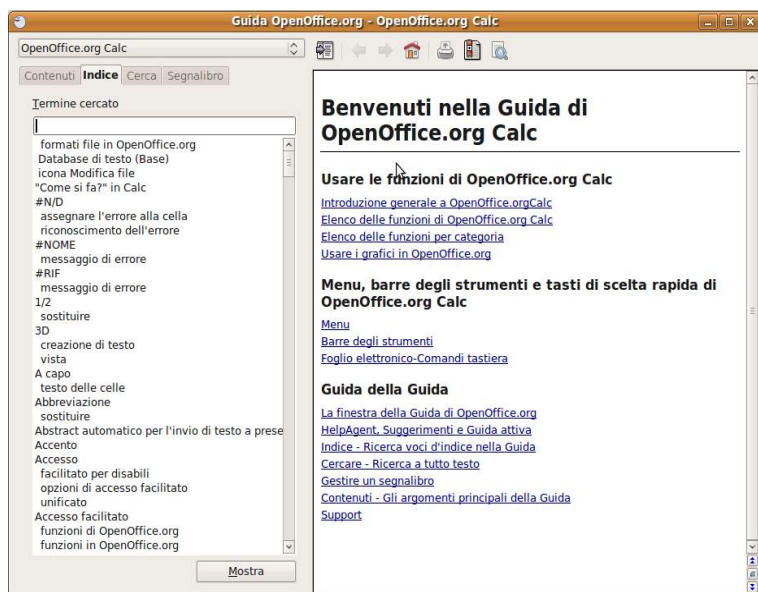 Guida OpenOffice.org - OpenOffice.org Calc
OpenOffice.org Calc
Contenuti Indice Cerca Segnalibro
Termine cercato
formati file in OpenOffice.org
Database di testo (Base)
icona Modifica file
"Come si fa?" in Calc
#N/D
assegnare l'errore alla cella
riconoscimento dell'errore
#NOME
messaggio di errore
#RIF
messaggio di errore
1/2
sostituire
3D
creazione di testo
vista
A capo
testo delle celle
Abbreviazione
sostituire
Abstract automatico per l'invio di testo a prese
Accento
Accesso
facilitato per disabili
opzioni di accesso facilitato
unificato
Accesso facilitato
funzioni di OpenOffice.org
funzioni in OpenOffice.org
Mostra
Benvenuti nella Guida di
OpenOffice.org Calc
Usare le funzioni di OpenOffice.org Calc
Introduzione generale a OpenOffice.orgCalc
Elenco delle funzioni di OpenOffice.org Calc
Elenco delle funzioni per categoria
Usare i grafici in OpenOffice.org
Menu, barre degli strumenti e tasti di scelta rapida di
OpenOffice.org Calc
Menu
Barre degli strumenti
Foglio elettronico-Comandi tastiera
Guida della Guida
La finestra della Guida di OpenOffice.org
HelpAgent, Suggerimenti e Guida attiva
Indice - Ricerca voci d'indice nella Guida
Cercare - Ricerca a tutto testo
Gestire un segnalibro
Contenuti - Gli argomenti principali della Guida
Support